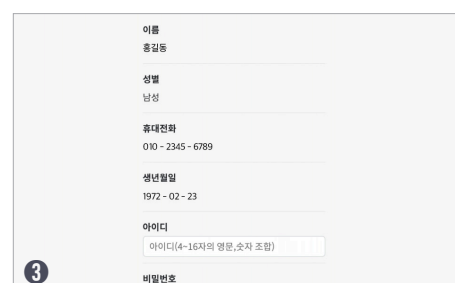 이름
홍길동
성별
남성
휴대전화
010 - 2345 - 6789
생년월일
1972 - 02 - 23
아이디
아이디(4~16자의 영문,숫자 조합)
비밀번호
3